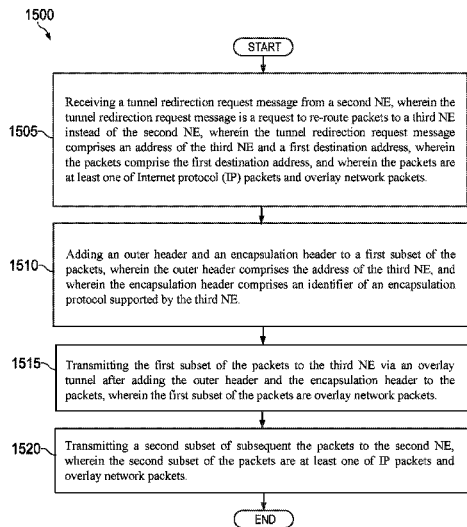 1500
START
1505
Receiving a tunnel redirection request message from a second NE, wherein the
tunnel redirection request message is a request to re-route packets to a third NE
instead of the second NE, wherein the tunnel redirection request message
comprises an address of the third NE and a first destination address, wherein
the packets comprise the first destination address, and wherein the packets are
at least one of Internet protocol (IP) packets and overlay network packets.
1510
Adding an outer header and an encapsulation header to a first subset of the
packets, wherein the outer header comprises the address of the third NE, and
wherein the encapsulation header comprises an identifier of an encapsulation
protocol supported by the third NE.
1515
Transmitting the first subset of the packets to the third NE via an overlay
tunnel after adding the outer header and the encapsulation header to the
packets, wherein the first subset of the packets are overlay network packets.
1520
Transmitting a second subset of subsequent the packets to the second NE,
wherein the second subset of the packets are at least one of IP packets and
overlay network packets.
END